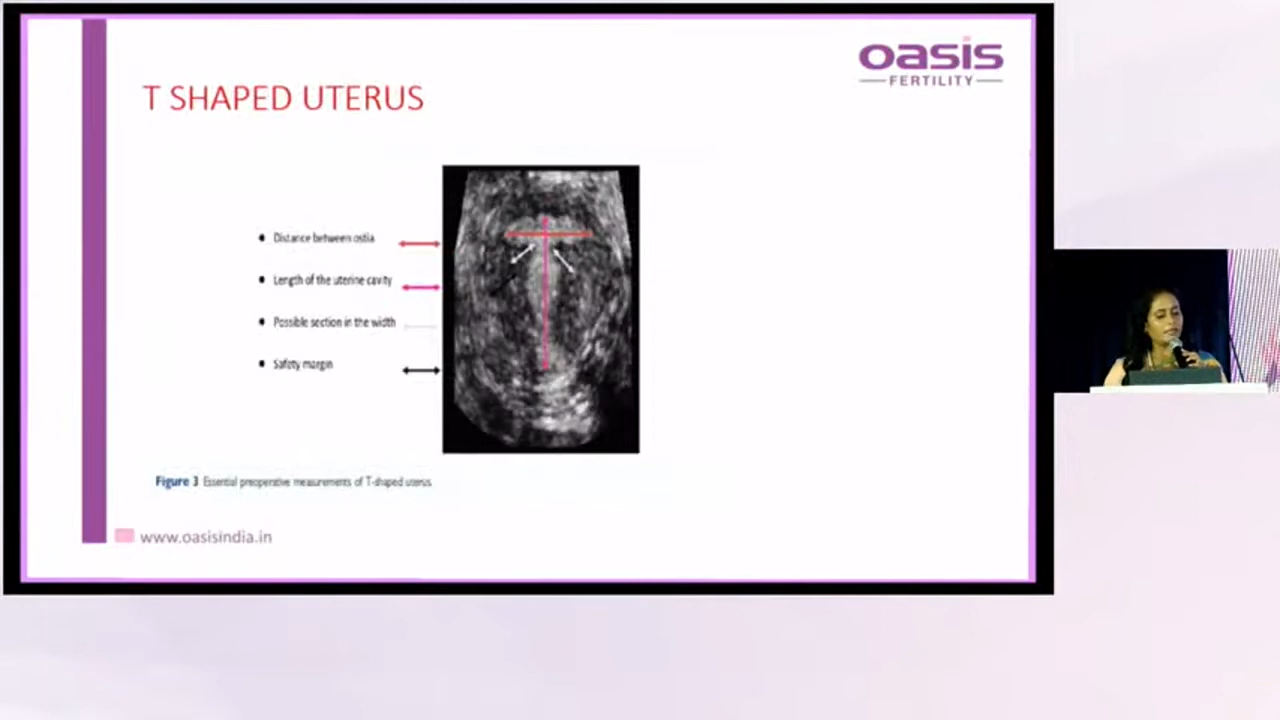 oasis
FERTILITY
T SHAPED UTERUS
• Distance between ostia
• Length of the uterine cavity
• Possible section in the width
• Safety margin
Figure 3 Essential preoperative measurements of T-shaped uterus.
www.oasisindia.in